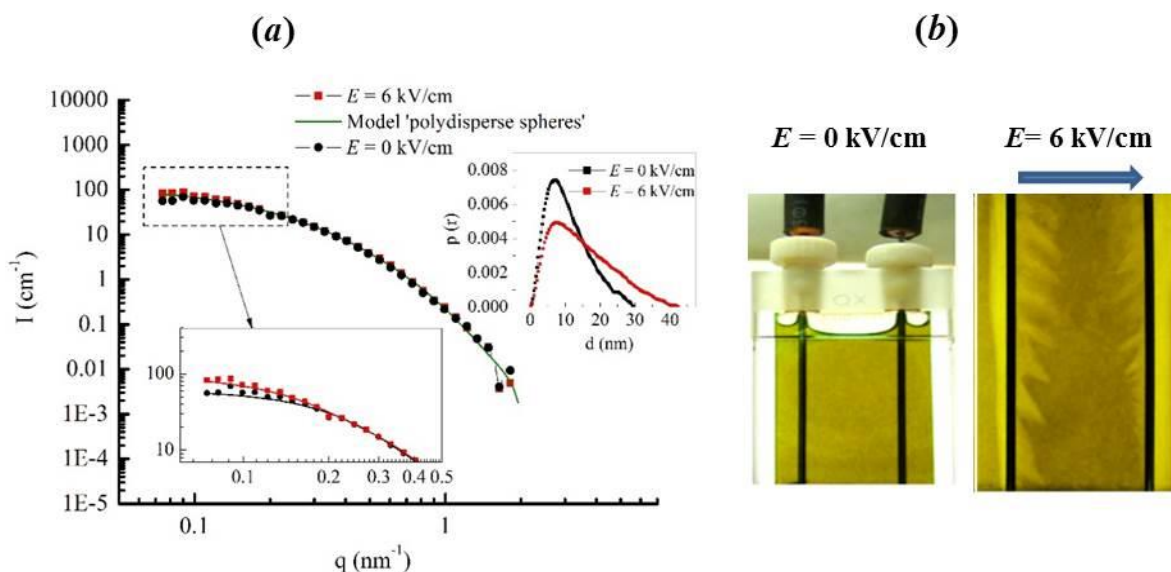 (a)
(b)
E = 6 kV/cm
Model 'polydisperse spheres'
E = 0 kV/cm
10000
1000
100
10
1
0.1
0.01
1E-3
1E-4
1E-5
I (cm⁻¹)
0.1
1
q (nm⁻¹)
0.008
0.006
0.004
0.002
0.000
p (r)
E = 0 kV/cm
E – 6 kV/cm
0
10
20
30
40
d (nm)
100
10
0.1
0.2
0.3
0.4
0.5
E = 0 kV/cm
E= 6 kV/cm